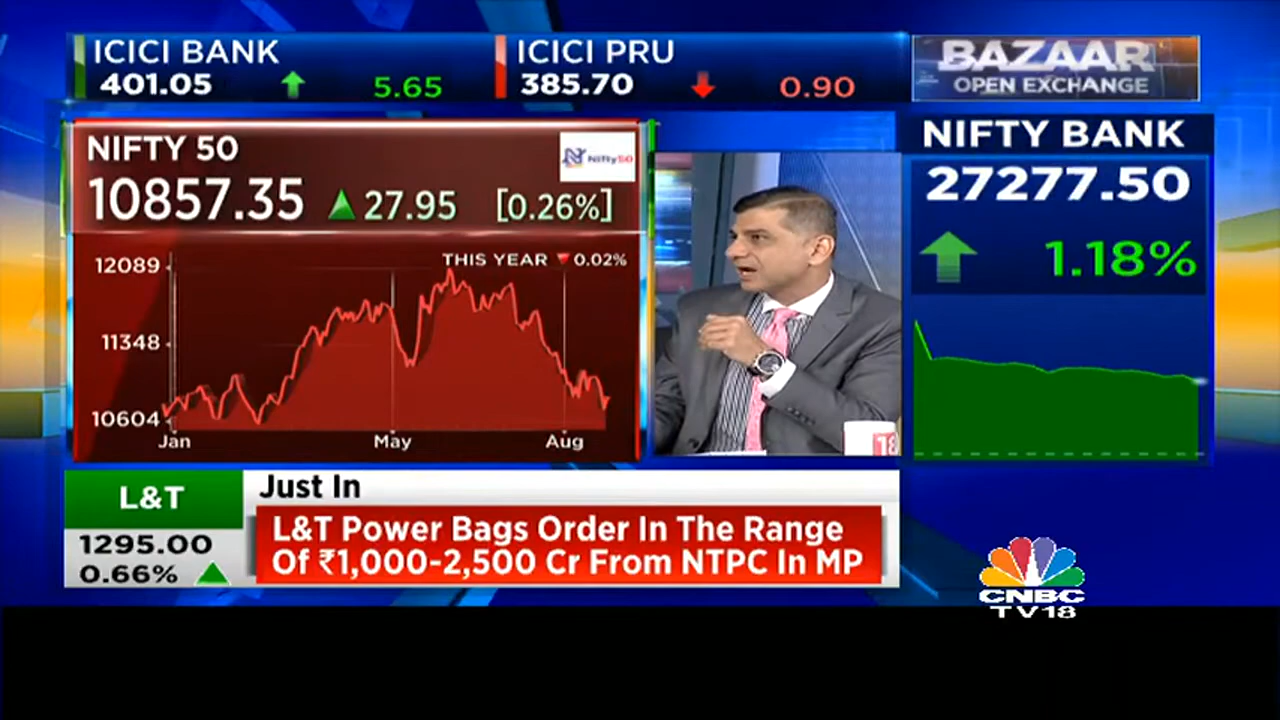 ICICI BANK
401.05 5.65
ICICI PRU
385.70 0.90
BAZAAR
OPEN EXCHANGE
NIFTY 50
10857.35 27.95 [0.26%]
Nifty50
THIS YEAR 0.02%
12089
11348
10604
Jan May Aug
18
NIFTY BANK
27277.50
1.18%
L&T
1295.00
0.66%
Just In
L&T Power Bags Order In The Range
Of ₹1,000-2,500 Cr From NTPC In MP
CNBC
TV18